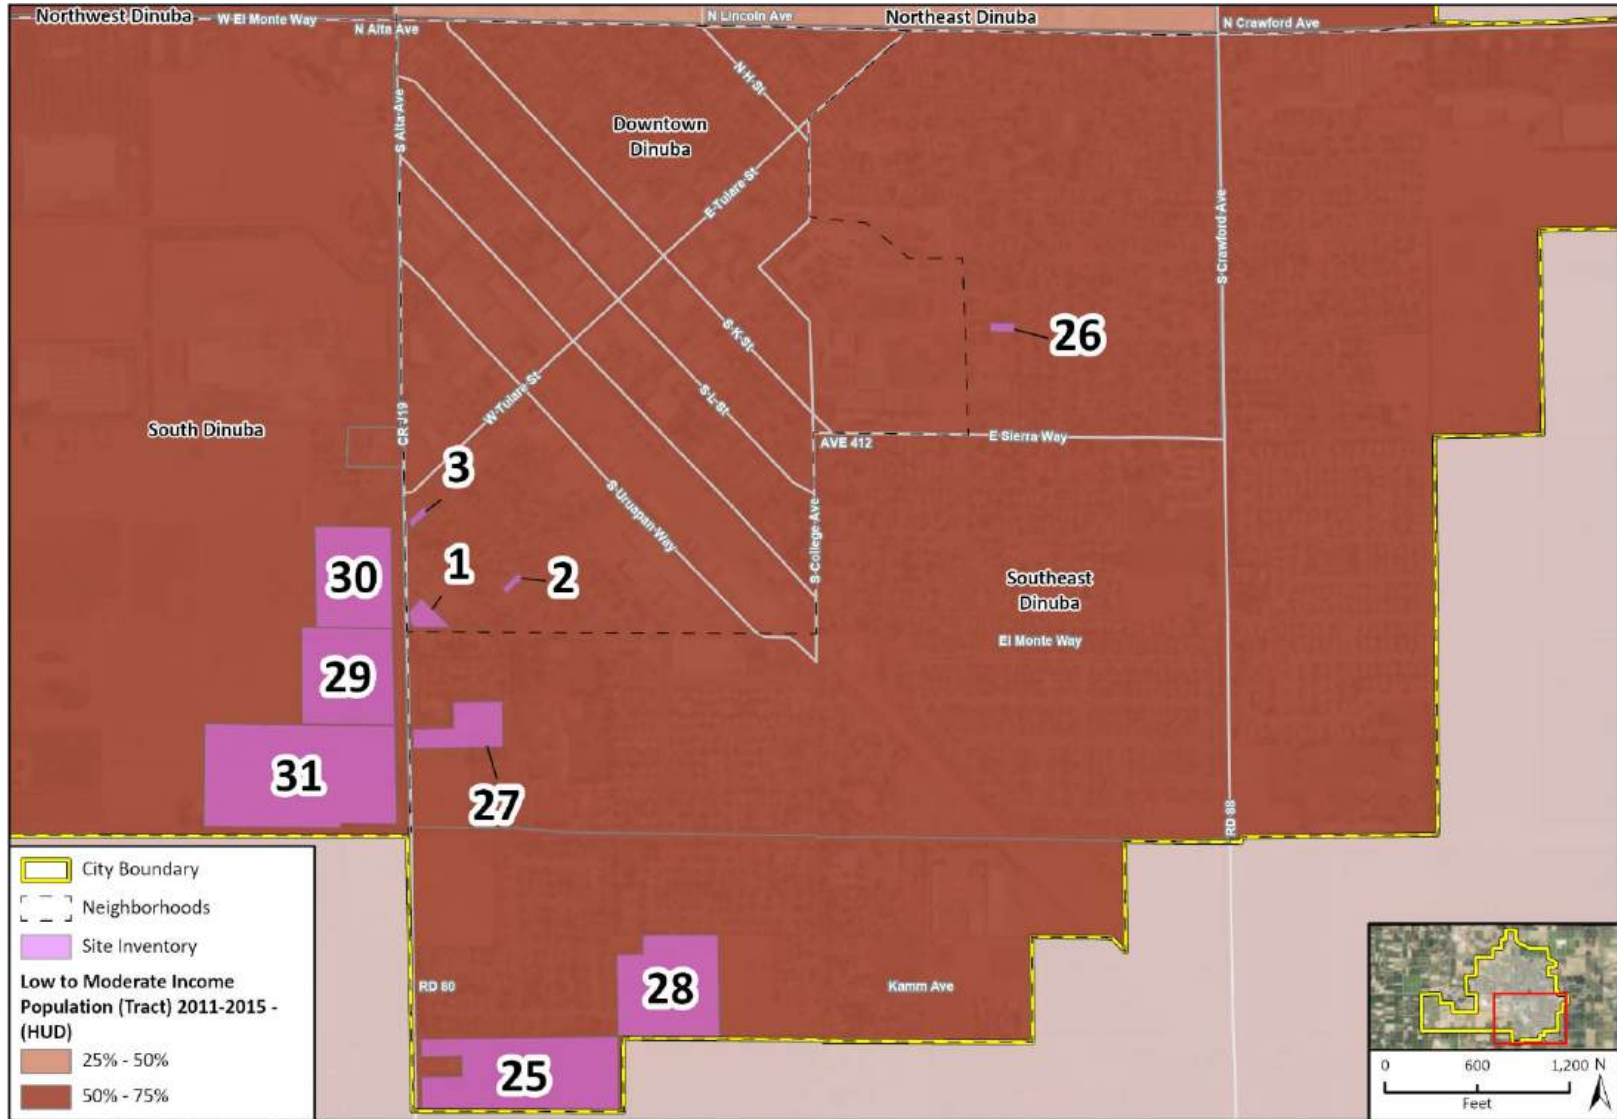 Northwest Dinuba
W El Monte Way
N Alta Ave
N Lincoln Ave
Northeast Dinuba
N Crawford Ave
N H St
S Alta Ave
Downtown
Dinuba
E Tulare St
S Crawford Ave
S K St
26
W Tulare St
S L St
South Dinuba
CR J19
AVE 412
E Sierra Way
3
S Uruapan Way
S College Ave
1
2
30
Southeast
Dinuba
El Monte Way
29
31
27
RD 88
City Boundary
Neighborhoods
Site Inventory
Low to Moderate Income
Population (Tract) 2011-2015 -
(HUD)
25% - 50%
50% - 75%
RD 80
28
Kamm Ave
25
0 600 1,200
Feet
N